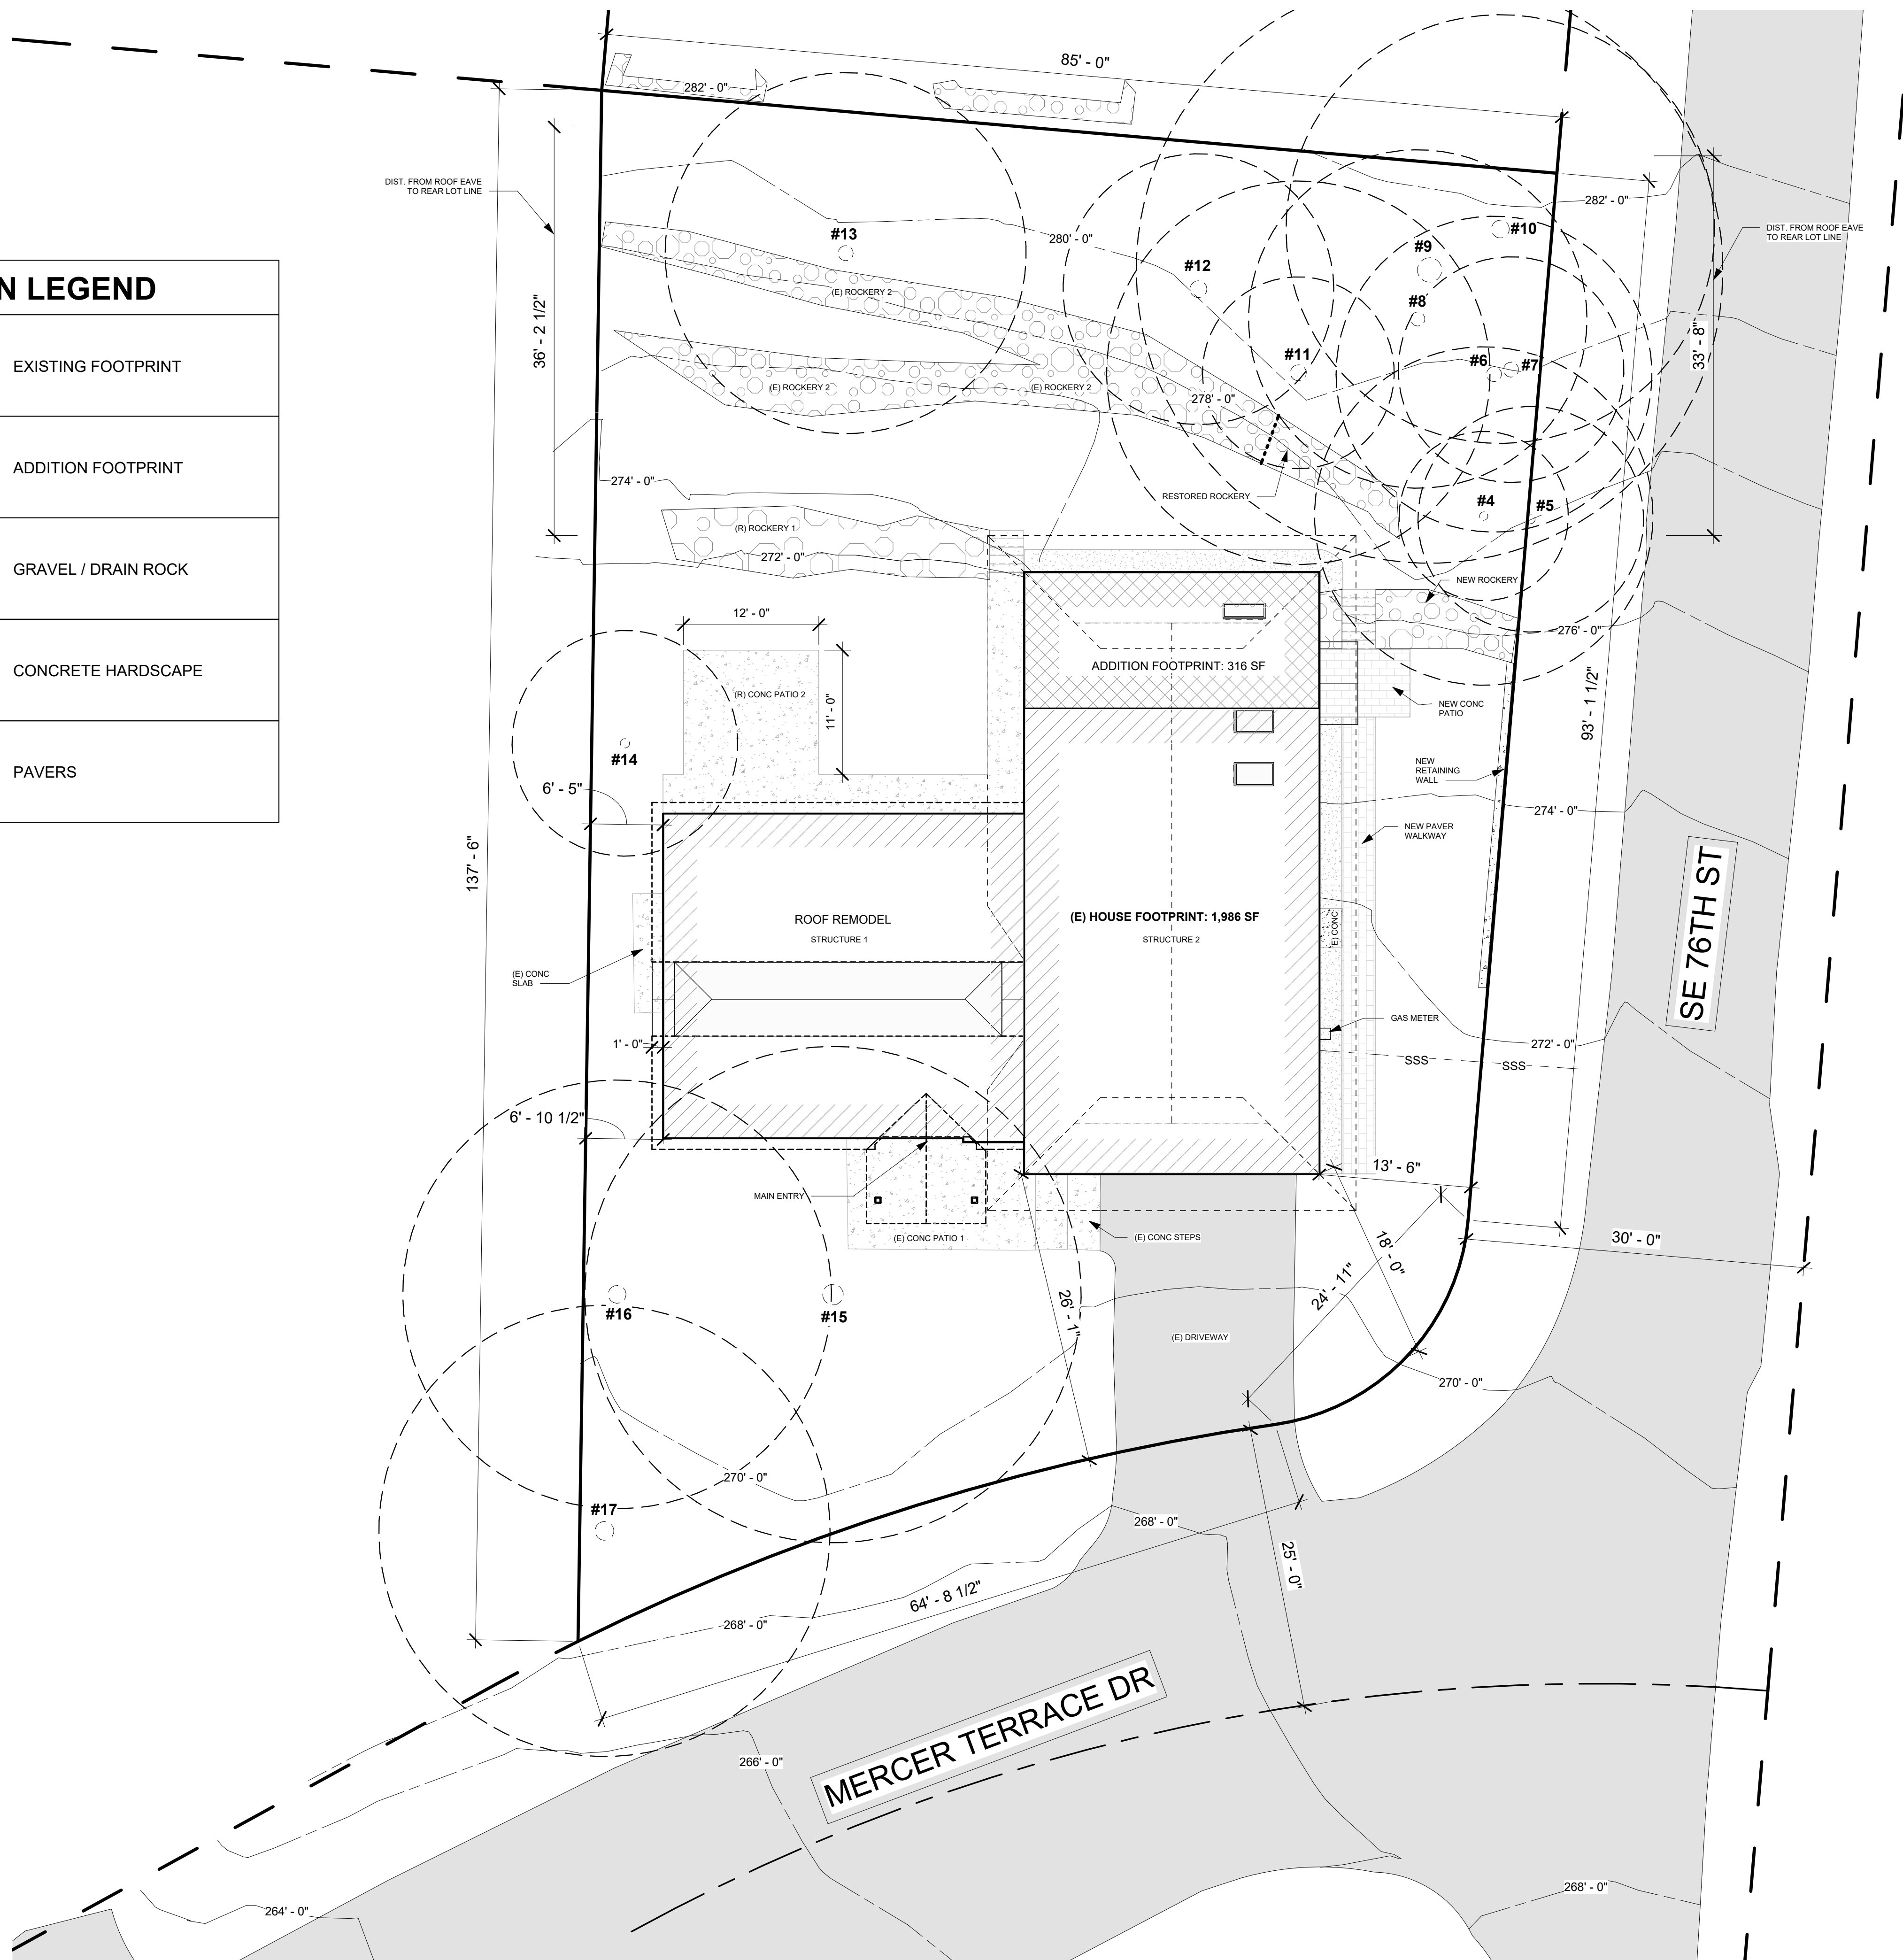 85' - 0"
282' - 0"
DIST. FROM ROOF EAVE
TO REAR LOT LINE
282' - 0"
#13
280' - 0"
#12
#9
#10
DIST. FROM ROOF EAVE
TO REAR LOT LINE
N LEGEND
(E) ROCKERY 2
#8
36' - 2 1/2"
33' - 8"
EXISTING FOOTPRINT
#11
#6
#7
(E) ROCKERY 2
(E) ROCKERY 2
278' - 0"
ADDITION FOOTPRINT
274' - 0"
RESTORED ROCKERY
#4
#5
(R) ROCKERY 1
272' - 0"
GRAVEL / DRAIN ROCK
NEW ROCKERY
12' - 0"
276' - 0"
ADDITION FOOTPRINT: 316 SF
CONCRETE HARDSCAPE
(R) CONC PATIO 2
11' - 0"
NEW CONC
PATIO
93' - 1 1/2"
#14
NEW
RETAINING
WALL
PAVERS
6' - 5"
274' - 0"
NEW PAVER
WALKWAY
137' - 6"
SE 76TH ST
ROOF REMODEL
STRUCTURE 1
(E) HOUSE FOOTPRINT: 1,986 SF
STRUCTURE 2
(E) CONC
(E) CONC
SLAB
GAS METER
1' - 0"
272' - 0"
SSS
SSS
6' - 10 1/2"
13' - 6"
MAIN ENTRY
(E) CONC PATIO 1
(E) CONC STEPS
18' - 0"
30' - 0"
24' - 11"
26' - 1"
#16
#15
(E) DRIVEWAY
270' - 0"
270' - 0"
#17
268' - 0"
25' - 0"
64' - 8 1/2"
268' - 0"
MERCER TERRACE DR
266' - 0"
268' - 0"
264' - 0"